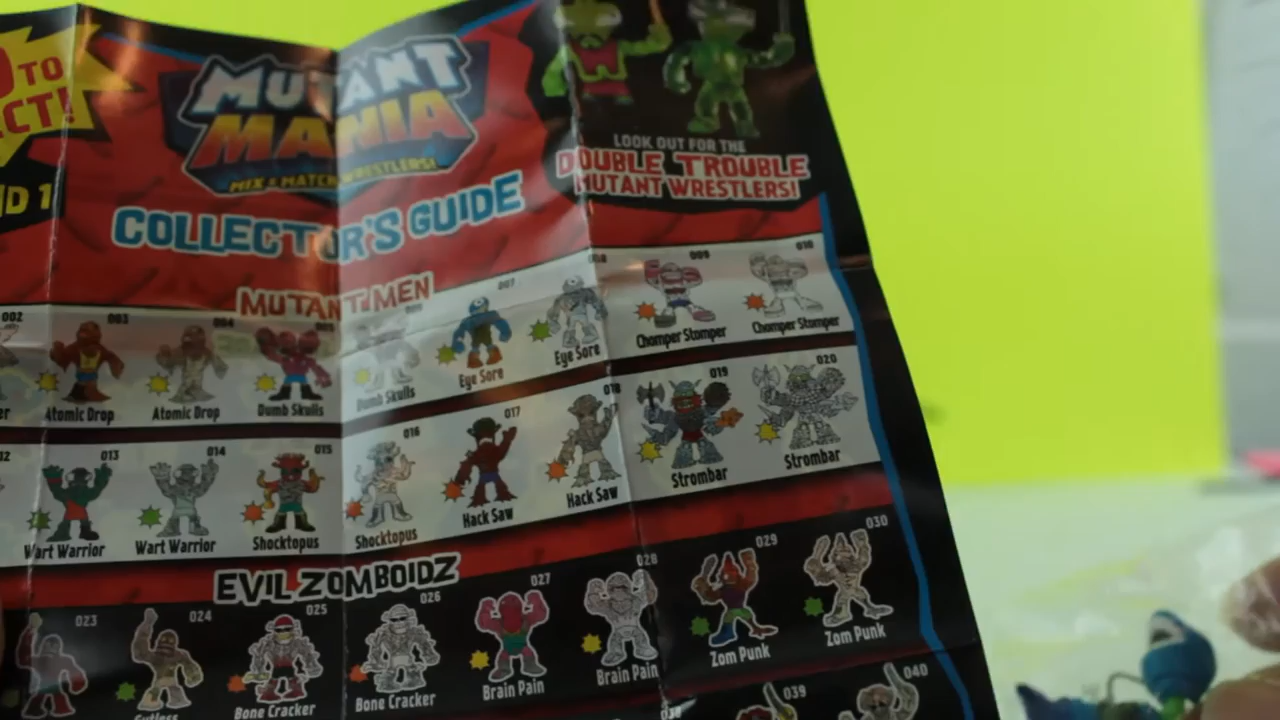 TO
ECT!
ND 1
MUTANT
MANIA
MIX & MATCH WRESTLERS!
COLLECTOR'S GUIDE
LOOK OUT FOR THE
DOUBLE TROUBLE
MUTANT WRESTLERS!
MUTANT MEN
002 003 004 005 007 009 010
Atomic Drop Atomic Drop Dumb Skulls Dumb Skulls Eye Sore Eye Sore Chomper Stomper Chomper Stomper
013 014 015 016 017 018 019 020
Wart Warrior Wart Warrior Shocktopus Shocktopus Hack Saw Hack Saw Strombar Strombar
EVIL ZOMBOIDZ
023 024 025 026 027 028 029 030
Bone Cracker Bone Cracker Brain Pain Brain Pain Zom Punk Zom Punk
039 040